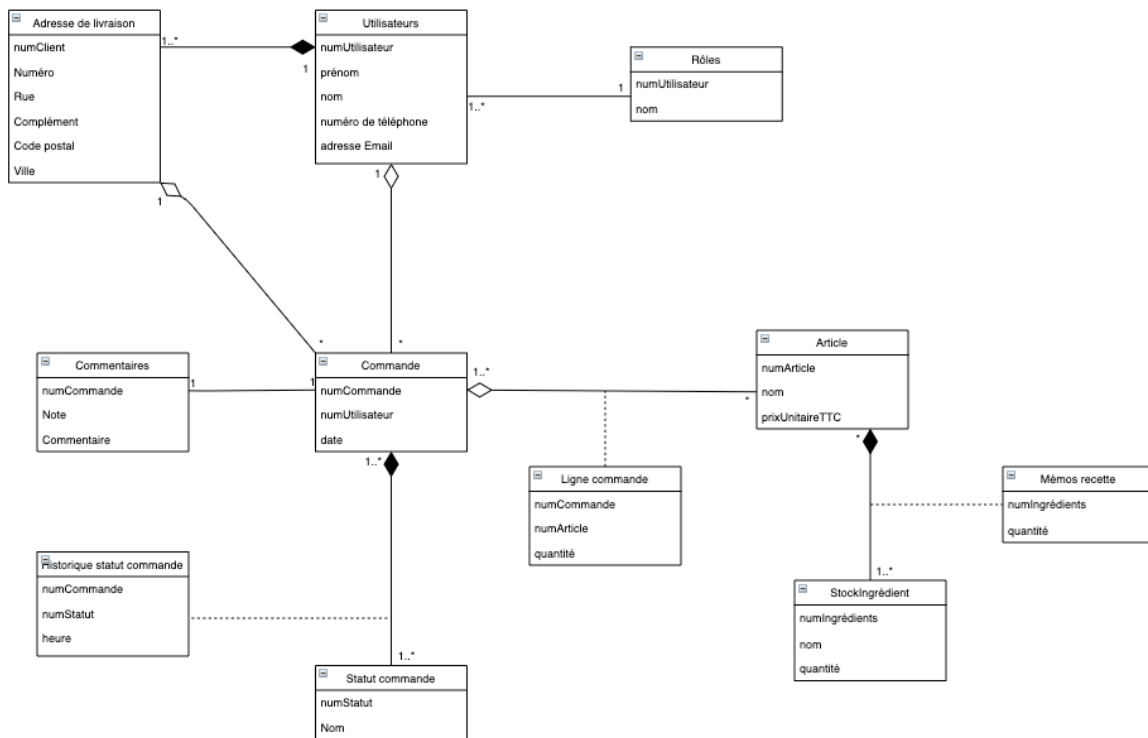 Adresse de livraison
numClient
Numéro
Rue
Complément
Code postal
Ville
1..*
1
Utilisateurs
numUtilisateur
prénom
nom
numéro de téléphone
adresse Email
1..*
1
Rôles
numUtilisateur
nom
1
1
*
*
Commentaires
numCommande
Note
Commentaire
1
1
Commande
numCommande
numUtilisateur
date
1..*
*
Article
numArticle
nom
prixUnitaireTTC
1..*
*
Ligne commande
numCommande
numArticle
quantité
Mémos recette
numIngrédients
quantité
Historique statut commande
numCommande
numStatut
heure
1..*
StockIngrédient
numIngrédients
nom
quantité
1..*
Statut commande
numStatut
Nom